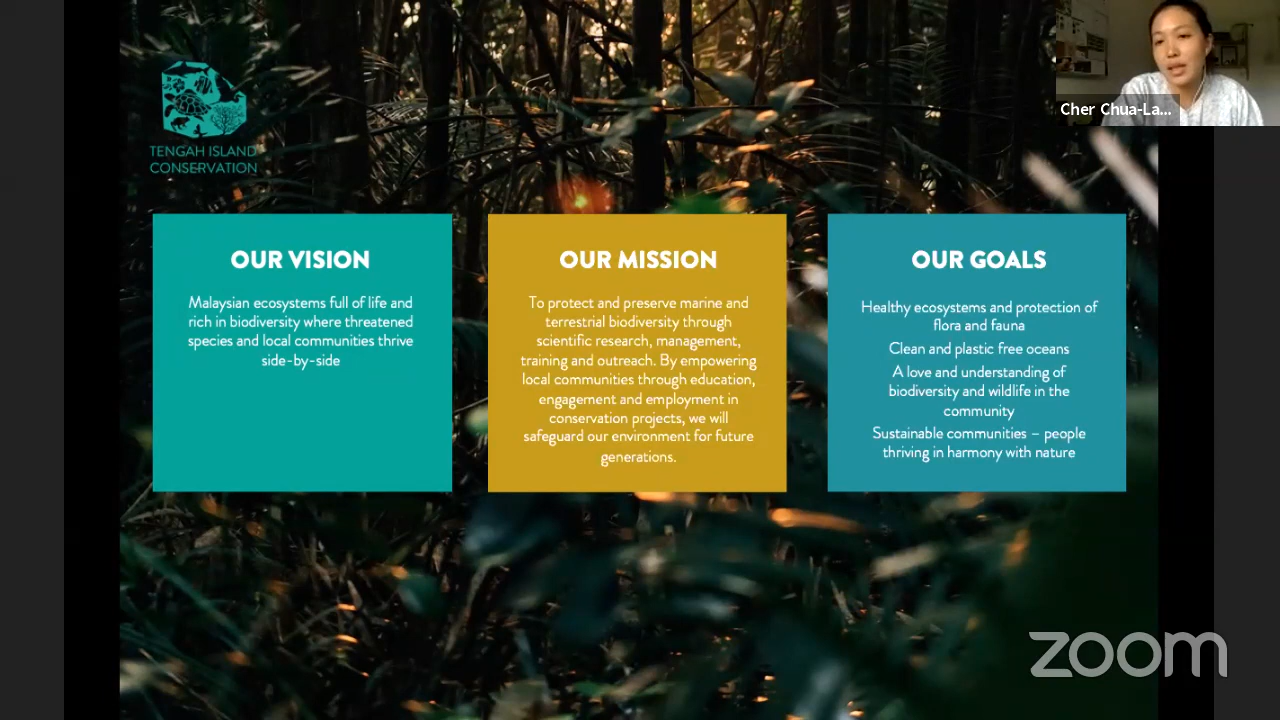 TENGAH ISLAND
CONSERVATION
Cher Chua-La...
OUR VISION
Malaysian ecosystems full of life and
rich in biodiversity where threatened
species and local communities thrive
side-by-side
OUR MISSION
To protect and preserve marine and
terrestrial biodiversity through
scientific research, management,
training and outreach. By empowering
local communities through education,
engagement and employment in
conservation projects, we will
safeguard our environment for future
generations.
OUR GOALS
Healthy ecosystems and protection of
flora and fauna
Clean and plastic free oceans
A love and understanding of
biodiversity and wildlife in the
community
Sustainable communities – people
thriving in harmony with nature
zoom